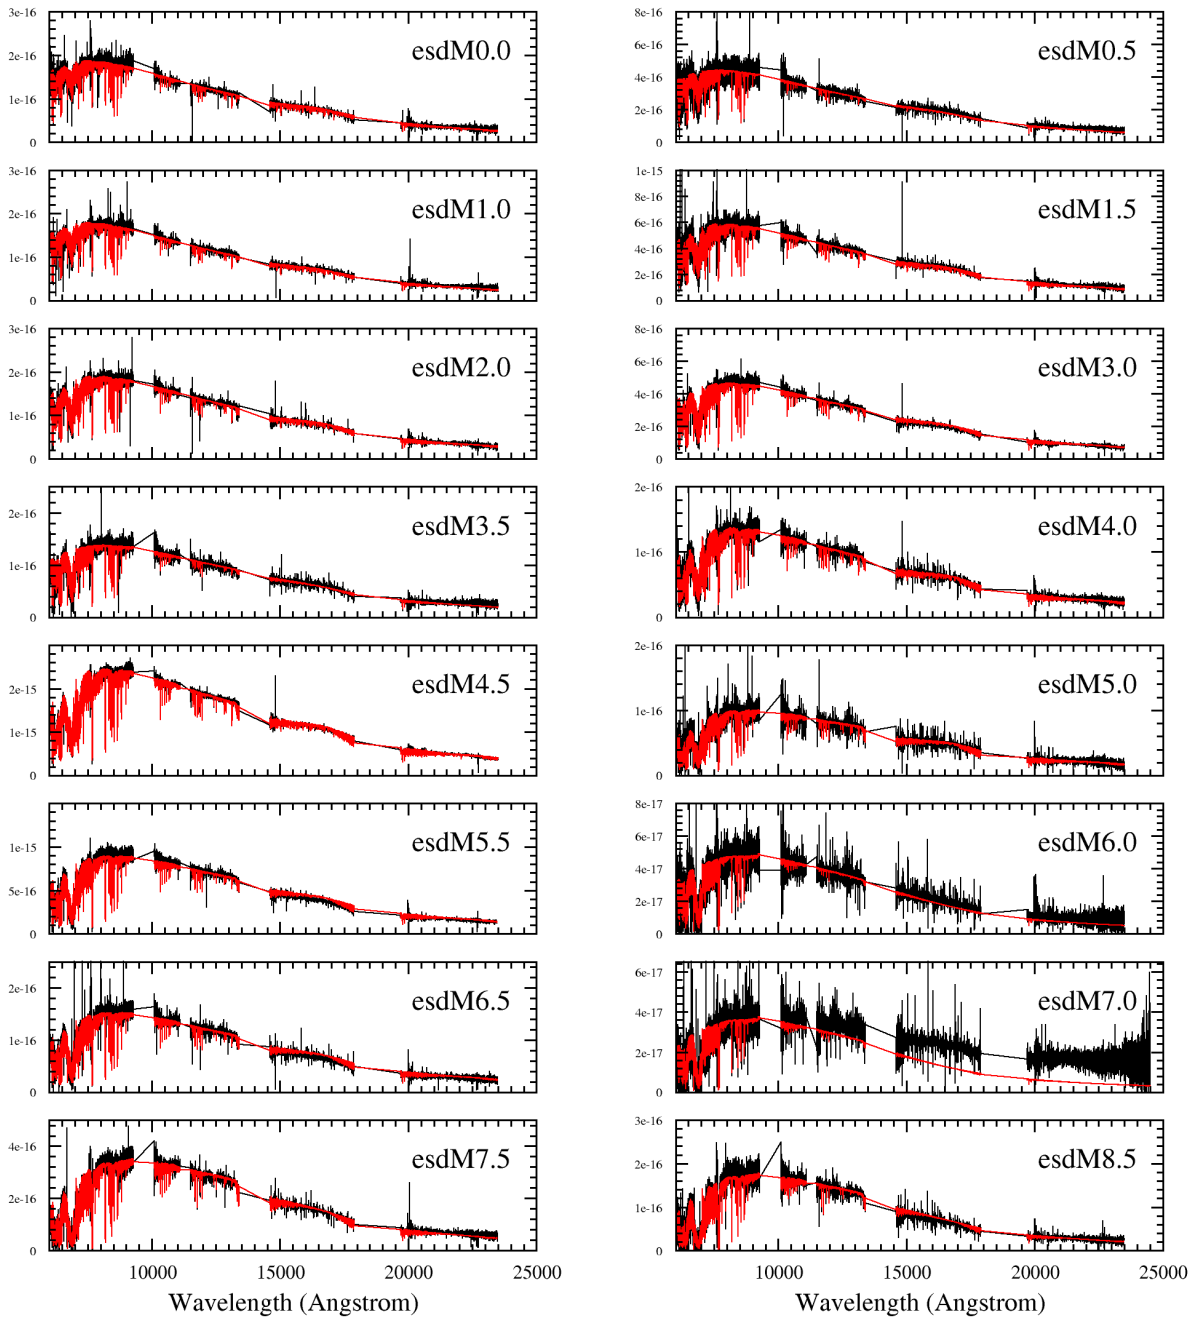 3e-16
2e-16
1e-16
0
esdM0.0
8e-16
6e-16
4e-16
2e-16
0
esdM0.5
3e-16
2e-16
1e-16
0
esdM1.0
1e-15
8e-16
6e-16
4e-16
2e-16
0
esdM1.5
3e-16
2e-16
1e-16
0
esdM2.0
8e-16
6e-16
4e-16
2e-16
0
esdM3.0
2e-16
1e-16
0
esdM3.5
2e-16
1e-16
0
esdM4.0
2e-15
1e-15
0
esdM4.5
2e-16
1e-16
0
esdM5.0
1e-15
5e-16
0
esdM5.5
8e-17
6e-17
4e-17
2e-17
0
esdM6.0
2e-16
1e-16
0
esdM6.5
6e-17
4e-17
2e-17
0
esdM7.0
4e-16
2e-16
0
esdM7.5
3e-16
2e-16
1e-16
0
esdM8.5
10000 15000 20000 25000
10000 15000 20000 25000
Wavelength (Angstrom)
Wavelength (Angstrom)